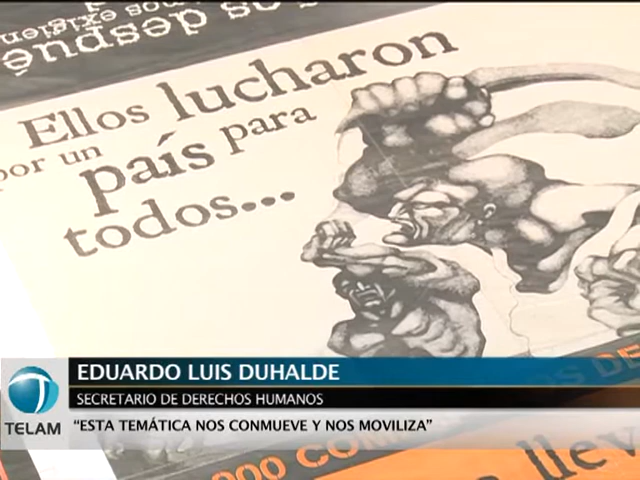 Ellos lucharon
por un
país para
todos...
EDUARDO LUIS DUHALDE
SECRETARIO DE DERECHOS HUMANOS
"ESTA TEMÁTICA NOS CONMUEVE Y NOS MOVILIZA"
TELAM